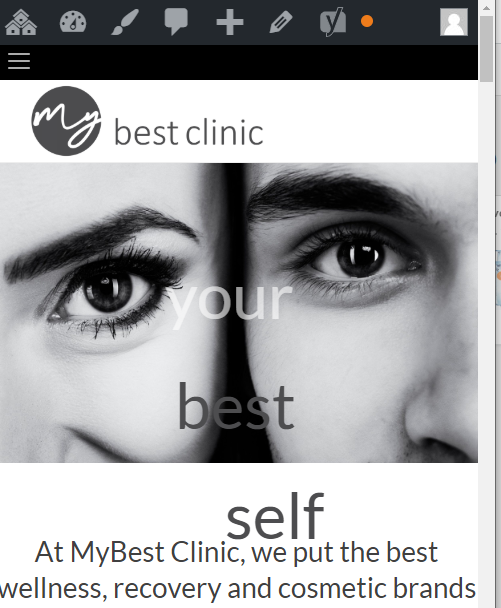 my best clinic
your
best
self
At MyBest Clinic, we put the best
wellness, recovery and cosmetic brands